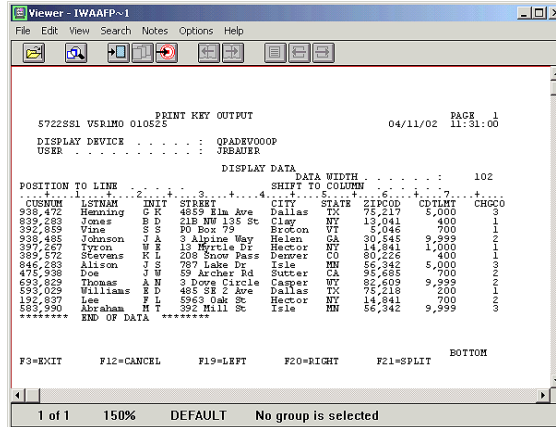 Viewer - IWAAFP~1
File Edit View Search Notes Options Help
PRINT KEY OUTPUT PAGE 1
5722SS1 V5R1M0 010525 04/11/02 11:31:00
DISPLAY DEVICE . . . . . : QPADEV000P
USER . . . . . . . . . . : JRBAUER
DISPLAY DATA
DATA WIDTH . . . . . . : 102
POSITION TO LINE . . . . . SHIFT TO COLUMN . . . . . .
....+....1....+....2....+....3....+....4....+....5....+....6....+....7....+
CUSNUM LSTNAM INIT STREET CITY STATE ZIPCOD CDTLMT CHGCO
938,472 Henning G K 4859 Elm Ave Dallas TX 75,217 5,000 3
839,283 Jones B D 21B NW 135 St Clay NY 13,041 400 1
392,859 Vine S S PO Box 79 Broton VT 5,046 700 1
938,485 Johnson J A 3 Alpine Way Helen GA 30,545 9,999 2
397,267 Tyron W E 13 Myrtle Dr Hector NY 14,841 1,000 1
389,572 Stevens K L 208 Snow Pass Denver CO 80,226 400 1
846,283 Alison J S 787 Lake Dr Isle MN 56,342 5,000 3
475,938 Doe J W 59 Archer Rd Sutter CA 95,685 700 2
693,829 Thomas A N 3 Dove Circle Casper WY 82,609 9,999 2
593,029 Williams E D 485 SE 2 Ave Dallas TX 75,218 200 1
192,837 Lee F L 5963 Oak St Hector NY 14,841 700 2
583,990 Abraham M T 392 Mill St Isle MN 56,342 9,999 3
******** END OF DATA ********
BOTTOM
F3=EXIT F12=CANCEL F19=LEFT F20=RIGHT F21=SPLIT
1 of 1 150% DEFAULT No group is selected